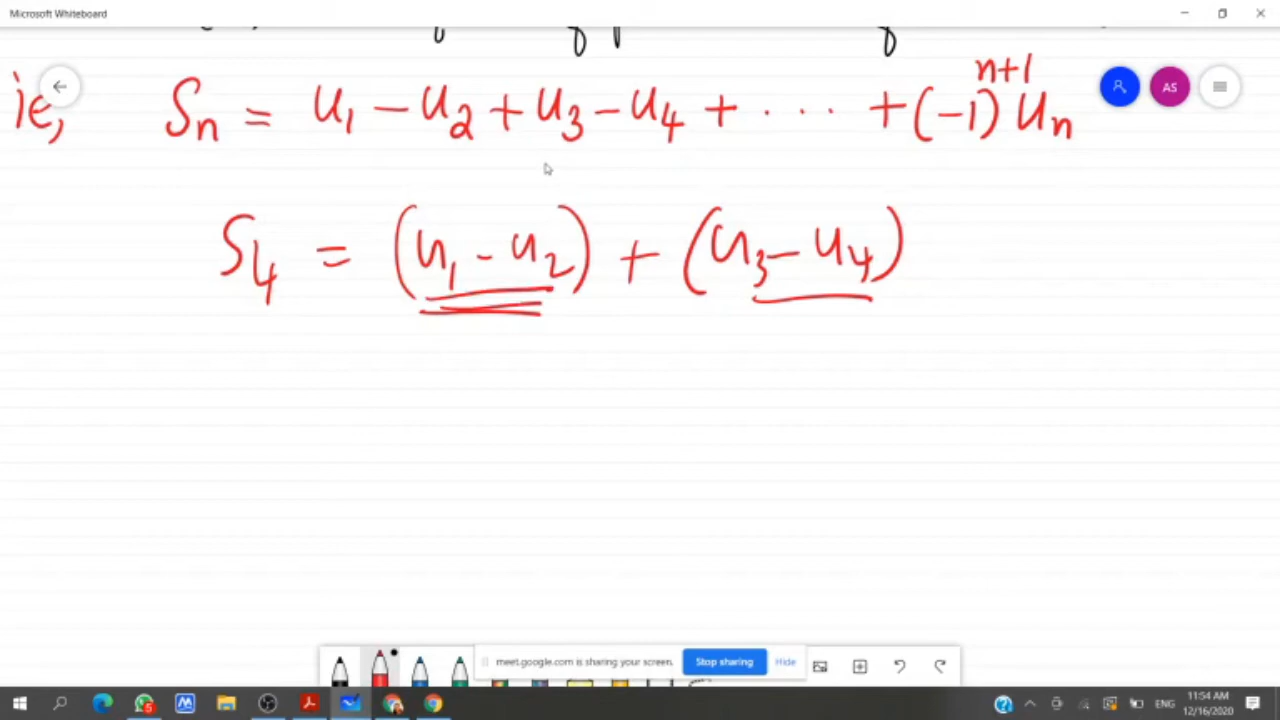 Microsoft Whiteboard
ie, Sₙ = u₁ − u₂ + u₃ − u₄ + ... + (−1)ⁿ⁺¹ uₙ
AS
S₄ = (u₁ − u₂) + (u₃ − u₄)
meet.google.com is sharing your screen.
Stop sharing
Hide
5
ENG
11:54 AM
12/16/2020